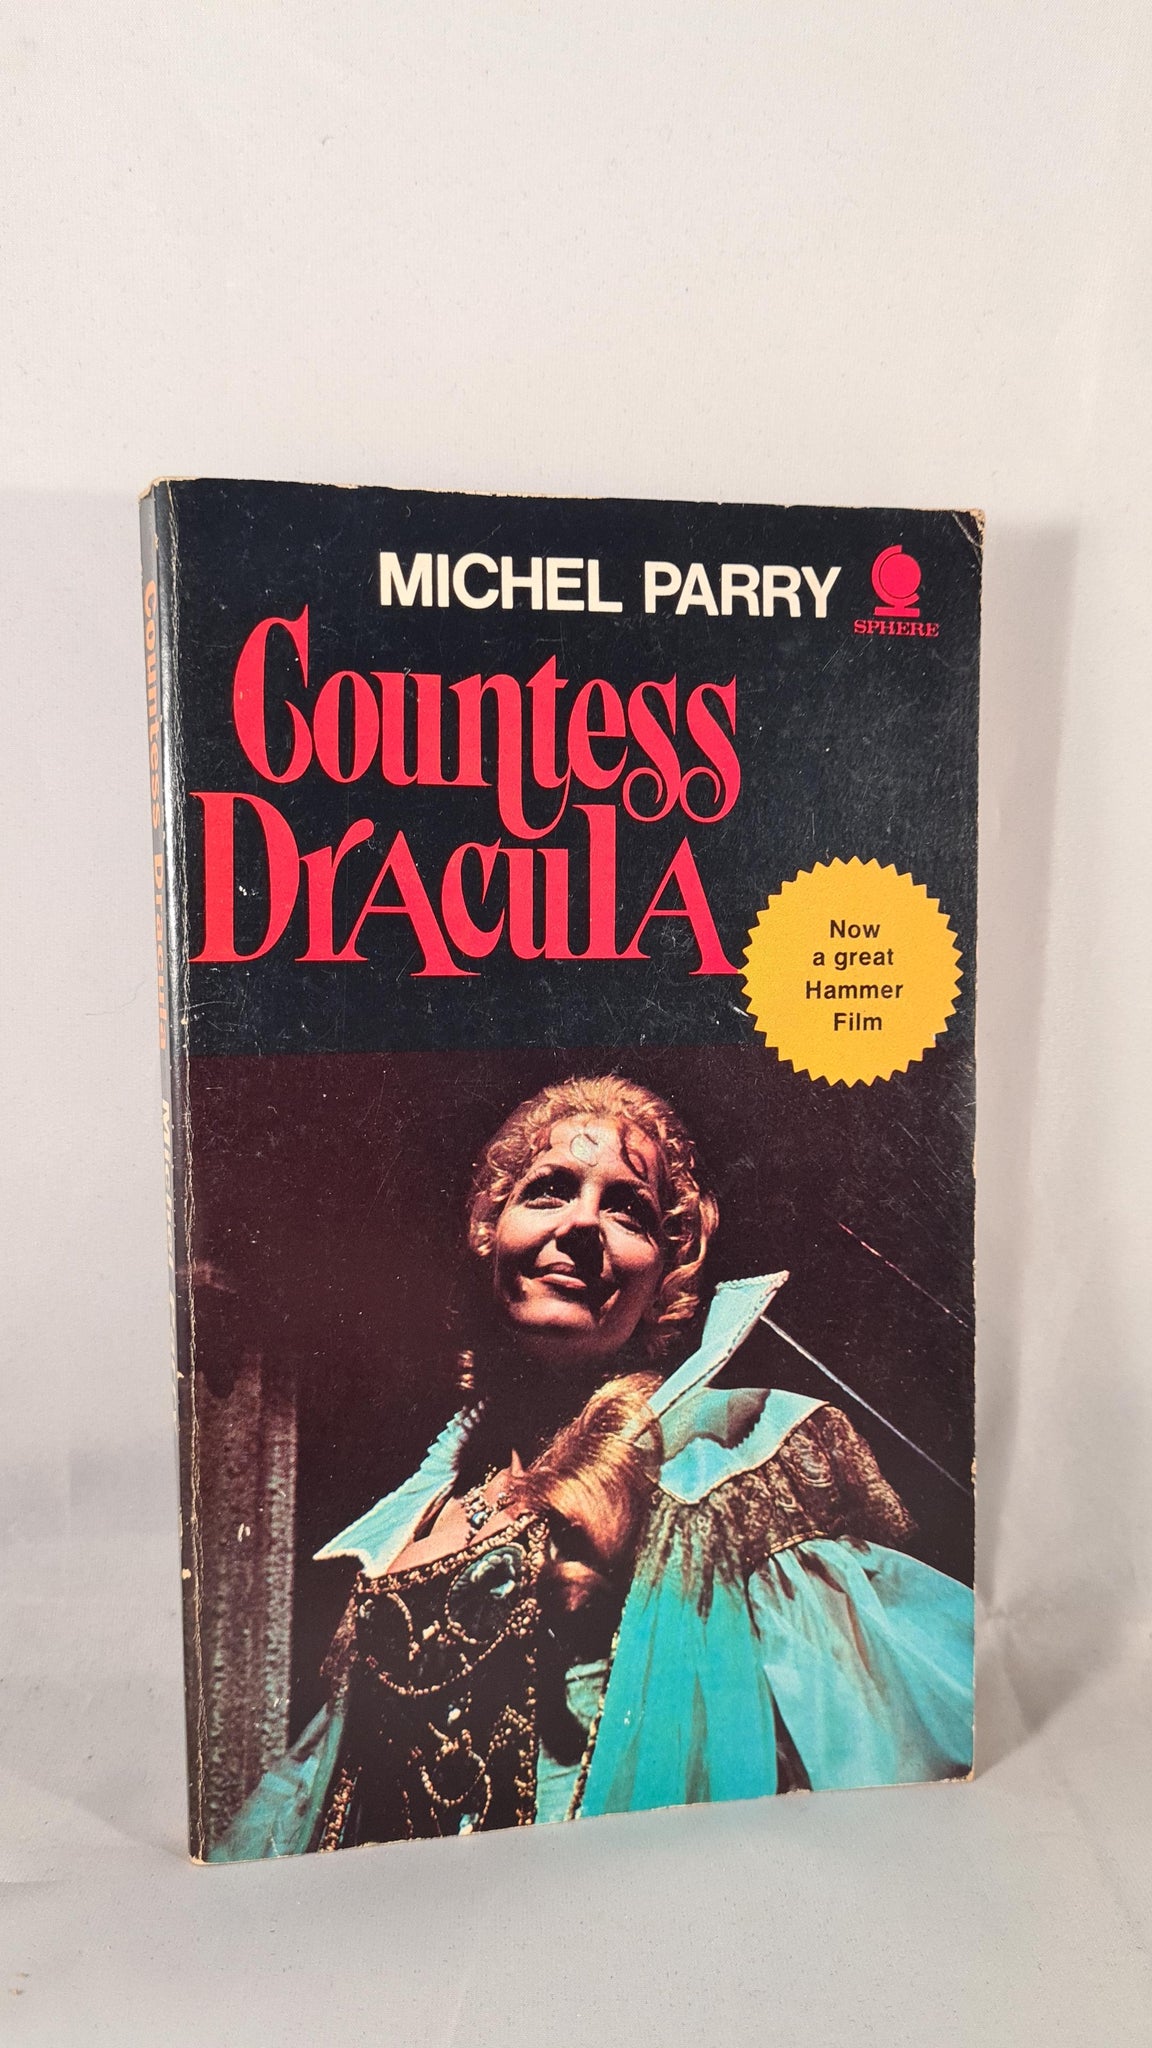 MICHEL PARRY
SPHERE
Countess
Dracula
Now
a great
Hammer
Film
Countess Dracula